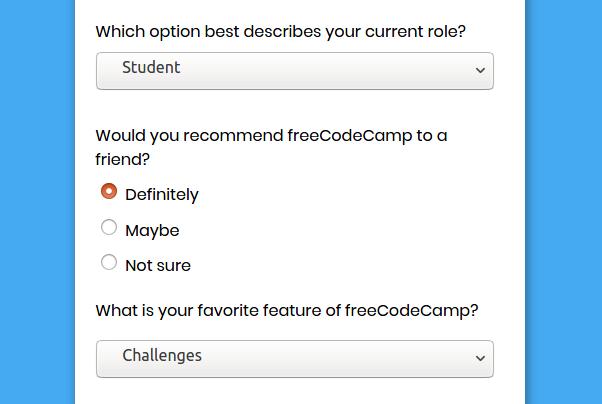 Which option best describes your current role?
Student
Would you recommend freeCodeCamp to a
friend?
Definitely
Maybe
Not sure
What is your favorite feature of freeCodeCamp?
Challenges